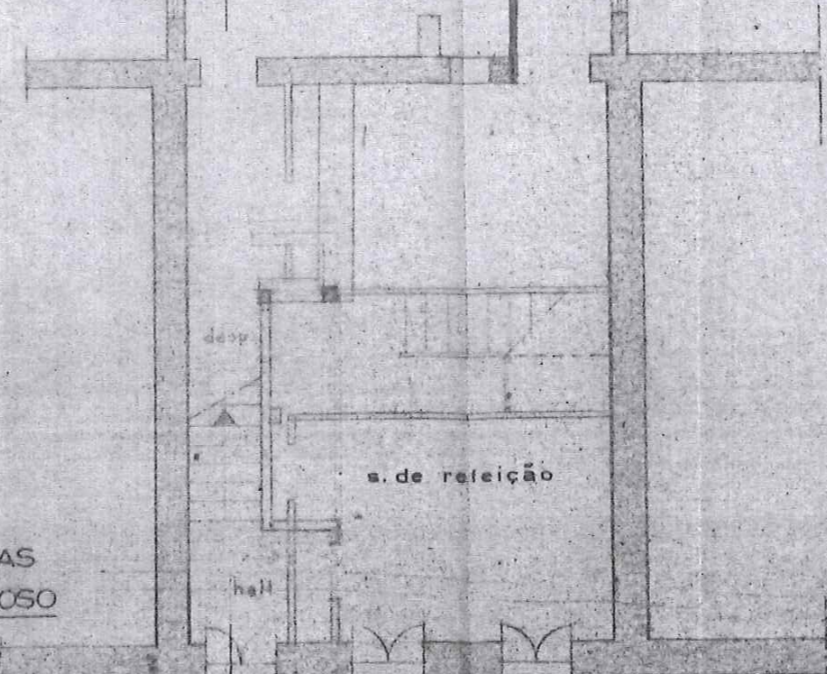 desp.
s. de refeição
AS
OSO
hall